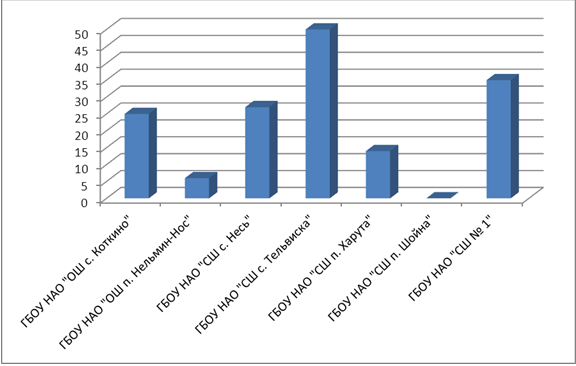 50
45
40
35
30
25
20
15
10
5
0
ГБОУ НАО "ОШ с. Коткино"
ГБОУ НАО "ОШ п. Нельмин-Нос"
ГБОУ НАО "СШ с. Несь"
ГБОУ НАО "СШ с. Тельвиска"
ГБОУ НАО "СШ п. Харута"
ГБОУ НАО "СШ п. Шойна"
ГБОУ НАО "СШ № 1"